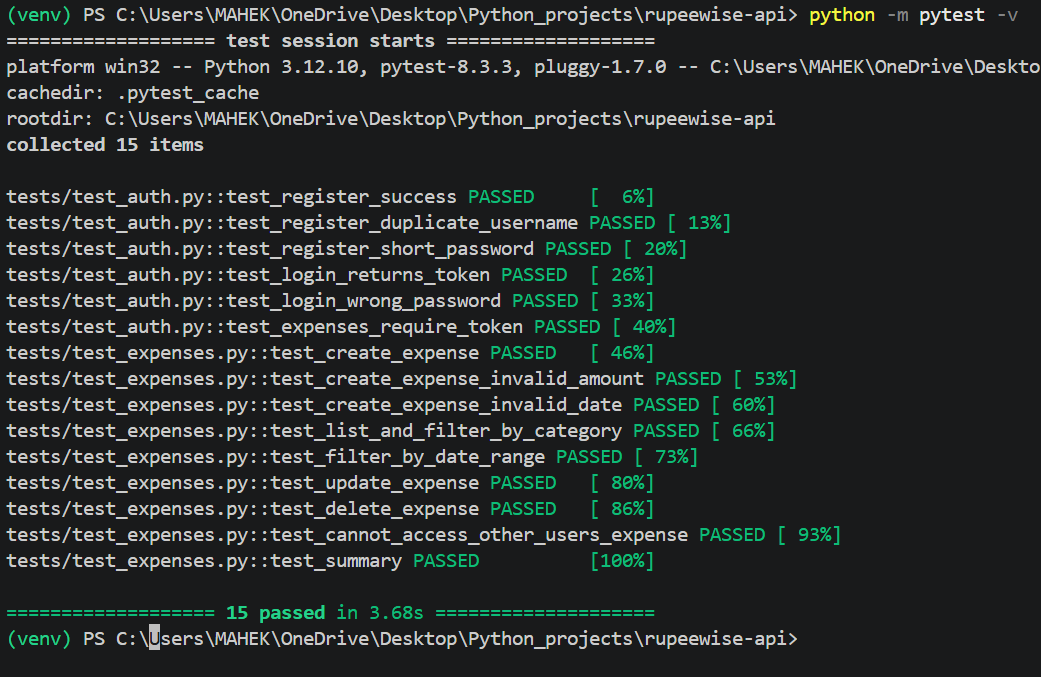 (venv) PS C:\Users\MAHEK\OneDrive\Desktop\Python_projects\rupeewise-api> python -m pytest -v
=================== test session starts ===================
platform win32 -- Python 3.12.10, pytest-8.3.3, pluggy-1.7.0 -- C:\Users\MAHEK\OneDrive\Deskto
cachedir: .pytest_cache
rootdir: C:\Users\MAHEK\OneDrive\Desktop\Python_projects\rupeewise-api
collected 15 items

tests/test_auth.py::test_register_success PASSED     [  6%]
tests/test_auth.py::test_register_duplicate_username PASSED [ 13%]
tests/test_auth.py::test_register_short_password PASSED [ 20%]
tests/test_auth.py::test_login_returns_token PASSED  [ 26%]
tests/test_auth.py::test_login_wrong_password PASSED [ 33%]
tests/test_auth.py::test_expenses_require_token PASSED [ 40%]
tests/test_expenses.py::test_create_expense PASSED   [ 46%]
tests/test_expenses.py::test_create_expense_invalid_amount PASSED [ 53%]
tests/test_expenses.py::test_create_expense_invalid_date PASSED [ 60%]
tests/test_expenses.py::test_list_and_filter_by_category PASSED [ 66%]
tests/test_expenses.py::test_filter_by_date_range PASSED [ 73%]
tests/test_expenses.py::test_update_expense PASSED   [ 80%]
tests/test_expenses.py::test_delete_expense PASSED   [ 86%]
tests/test_expenses.py::test_cannot_access_other_users_expense PASSED [ 93%]
tests/test_expenses.py::test_summary PASSED          [100%]

=================== 15 passed in 3.68s ====================
(venv) PS C:\Users\MAHEK\OneDrive\Desktop\Python_projects\rupeewise-api>